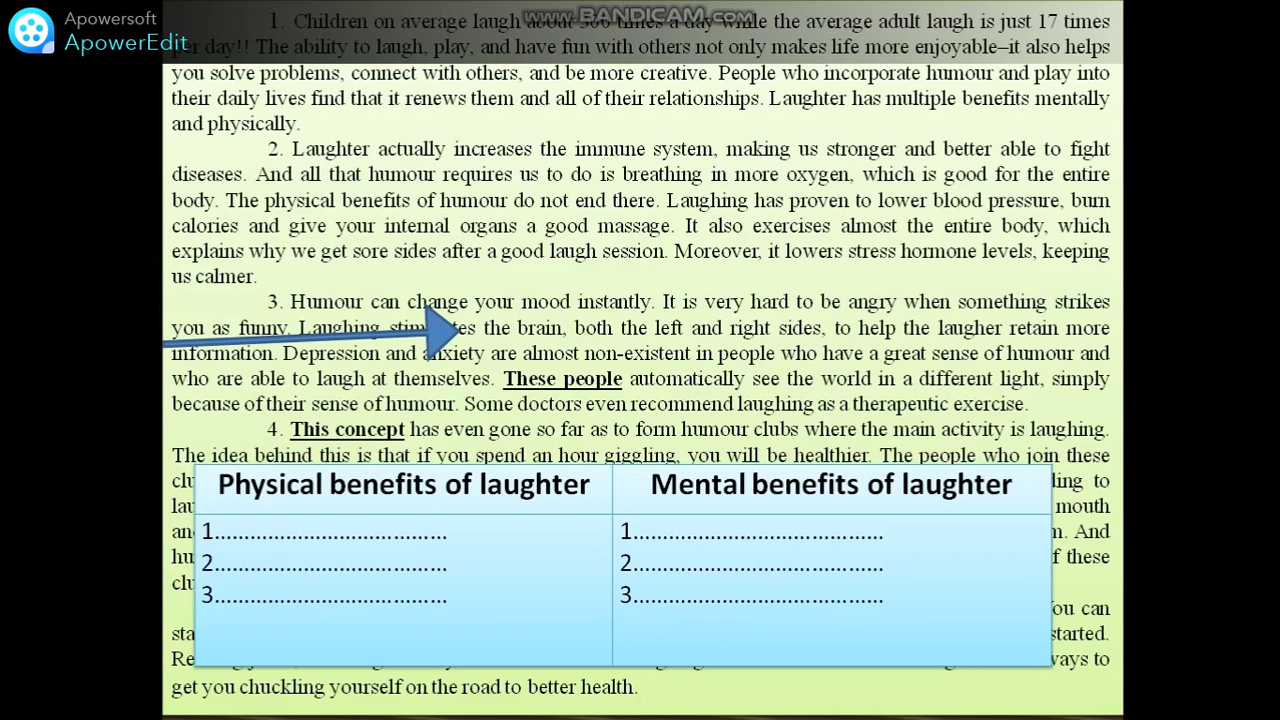 Apowersoft
ApowerEdit
WWW.BANDICAM.COM
1. Children on average laugh about 300 times a day while the average adult laugh is just 17 times
per day!! The ability to laugh, play, and have fun with others not only makes life more enjoyable–it also helps
you solve problems, connect with others, and be more creative. People who incorporate humour and play into
their daily lives find that it renews them and all of their relationships. Laughter has multiple benefits mentally
and physically.
2. Laughter actually increases the immune system, making us stronger and better able to fight
diseases. And all that humour requires us to do is breathing in more oxygen, which is good for the entire
body. The physical benefits of humour do not end there. Laughing has proven to lower blood pressure, burn
calories and give your internal organs a good massage. It also exercises almost the entire body, which
explains why we get sore sides after a good laugh session. Moreover, it lowers stress hormone levels, keeping
us calmer.
3. Humour can change your mood instantly. It is very hard to be angry when something strikes
you as funny. Laughing the brain, both the left and right sides, to help the laugher retain more
information. Depression and anxiety are almost non-existent in people who have a great sense of humour and
who are able to laugh at themselves. These people automatically see the world in a different light, simply
because of their sense of humour. Some doctors even recommend laughing as a therapeutic exercise.
4. This concept has even gone so far as to form humour clubs where the main activity is laughing.
The idea behind this is that if you spend an hour giggling, you will be healthier. The people who join these
to
mouth
And
these
Physical benefits of laughter
1.......................................
2.......................................
3.......................................
Mental benefits of laughter
1.........................................
2.........................................
3.........................................
can
started.
to
get you chuckling yourself on the road to better health.